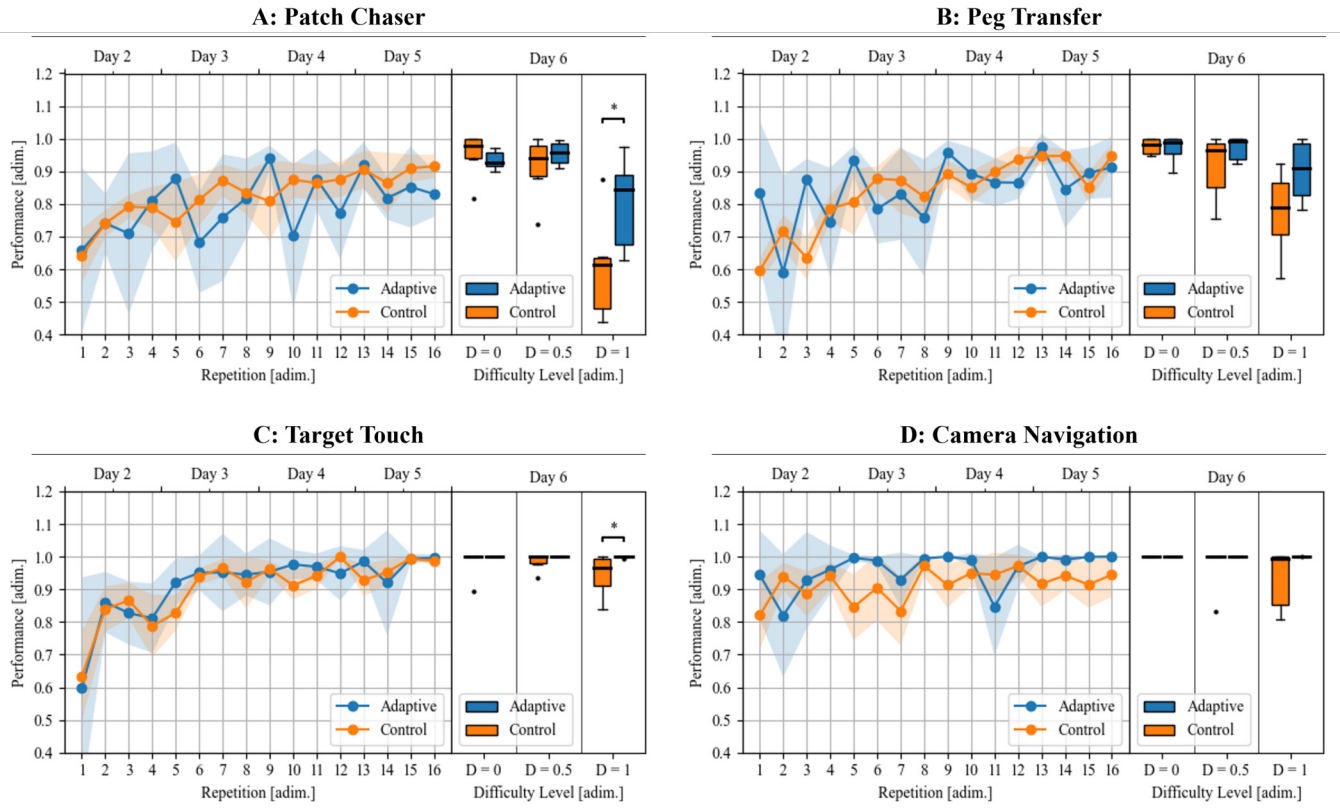 A: Patch Chaser
Day 2 Day 3 Day 4 Day 5 Day 6
Performance [adim.]
1.2
1.1
1.0
0.9
0.8
0.7
0.6
0.5
0.4
*
Adaptive
Control
Adaptive
Control
1 2 3 4 5 6 7 8 9 10 11 12 13 14 15 16
D = 0 D = 0.5 D = 1
Repetition [adim.]
Difficulty Level [adim.]
B: Peg Transfer
Day 2 Day 3 Day 4 Day 5 Day 6
Performance [adim.]
1.2
1.1
1.0
0.9
0.8
0.7
0.6
0.5
0.4
Adaptive
Control
Adaptive
Control
1 2 3 4 5 6 7 8 9 10 11 12 13 14 15 16
D = 0 D = 0.5 D = 1
Repetition [adim.]
Difficulty Level [adim.]
C: Target Touch
Day 2 Day 3 Day 4 Day 5 Day 6
Performance [adim.]
1.2
1.1
1.0
0.9
0.8
0.7
0.6
0.5
0.4
*
Adaptive
Control
Adaptive
Control
1 2 3 4 5 6 7 8 9 10 11 12 13 14 15 16
D = 0 D = 0.5 D = 1
Repetition [adim.]
Difficulty Level [adim.]
D: Camera Navigation
Day 2 Day 3 Day 4 Day 5 Day 6
Performance [adim.]
1.2
1.1
1.0
0.9
0.8
0.7
0.6
0.5
0.4
Adaptive
Control
Adaptive
Control
1 2 3 4 5 6 7 8 9 10 11 12 13 14 15 16
D = 0 D = 0.5 D = 1
Repetition [adim.]
Difficulty Level [adim.]